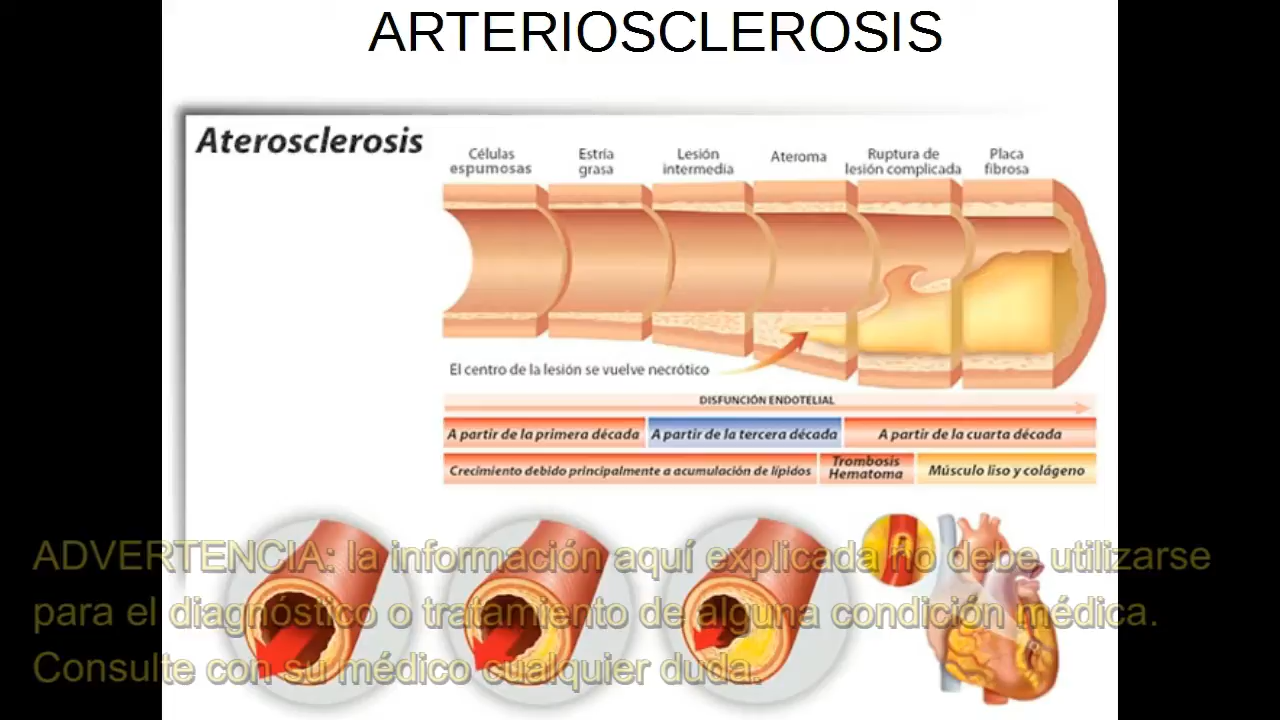 ARTERIOSCLEROSIS
Aterosclerosis
Células
espumosas
Estría
grasa
Lesión
intermedia
Ateroma
Ruptura de
lesión complicada
Placa
fibrosa
El centro de la lesión se vuelve necrótico
DISFUNCIÓN ENDOTELIAL
A partir de la primera década
A partir de la tercera década
A partir de la cuarta década
Crecimiento debido principalmente a acumulación de lípidos
Trombosis
Hematoma
Músculo liso y colágeno
ADVERTENCIA: la información aquí explicada no debe utilizarse
para el diagnóstico o tratamiento de alguna condición médica.
Consulte con su médico cualquier duda.